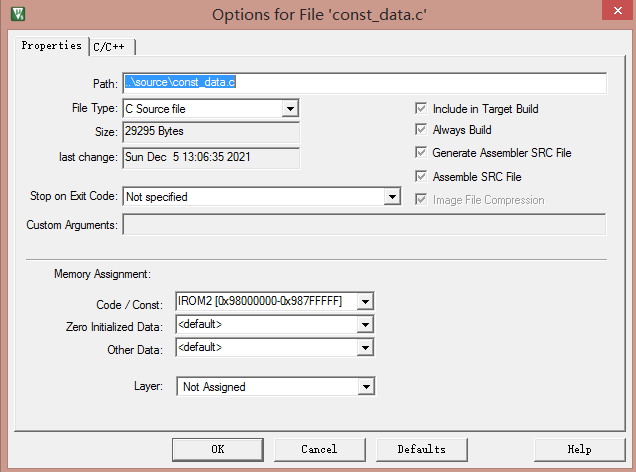 Options for File 'const_data.c'
Properties C/C++
Path: ..\source\const_data.c
File Type: C Source file
Include in Target Build
Size: 29295 Bytes
Always Build
last change: Sun Dec  5 13:06:35 2021
Generate Assembler SRC File
Assemble SRC File
Stop on Exit Code: Not specified
Image File Compression
Custom Arguments:
Memory Assignment:
Code / Const: IROM2 [0x98000000-0x987FFFFF]
Zero Initialized Data: <default>
Other Data: <default>
Layer: Not Assigned
OK Cancel Defaults Help